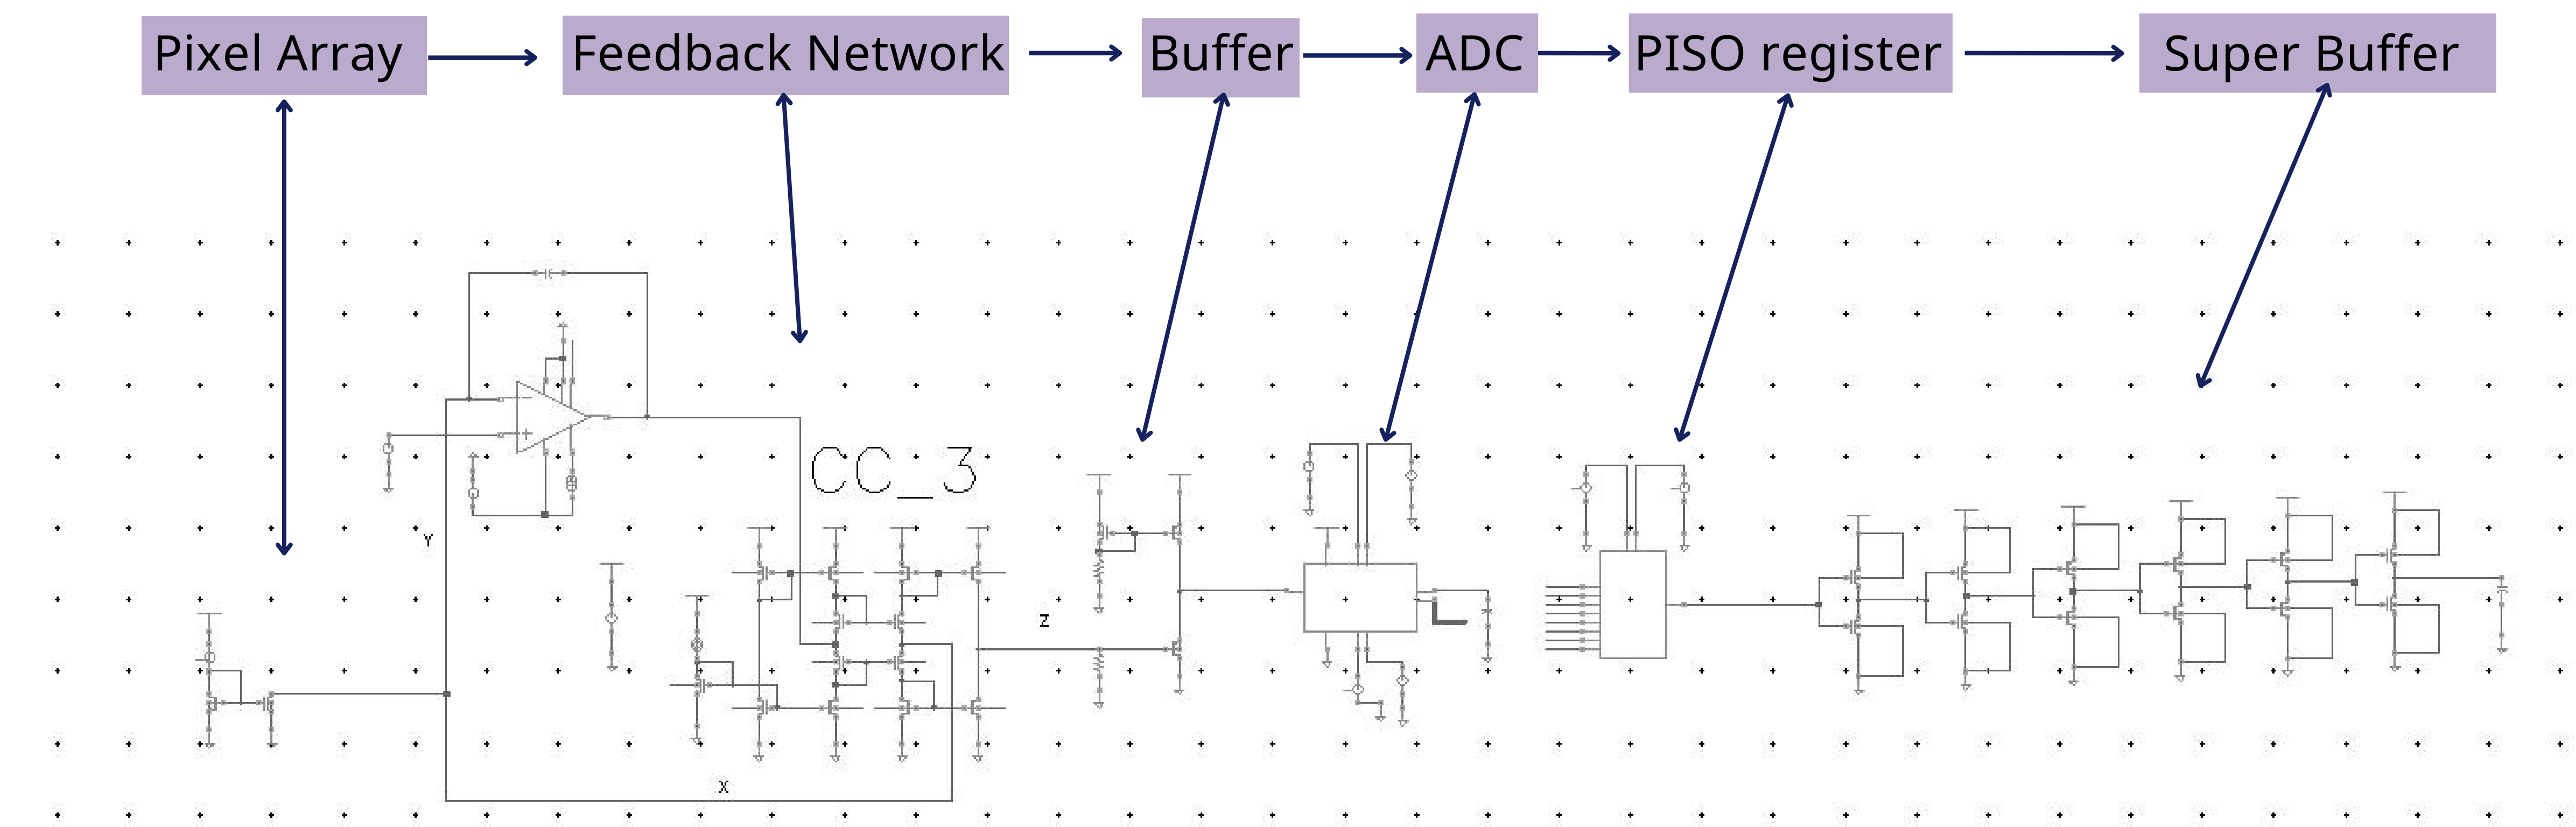 Pixel Array
Feedback Network
Buffer
ADC
PISO register
Super Buffer
CC_3
Y
Z
X